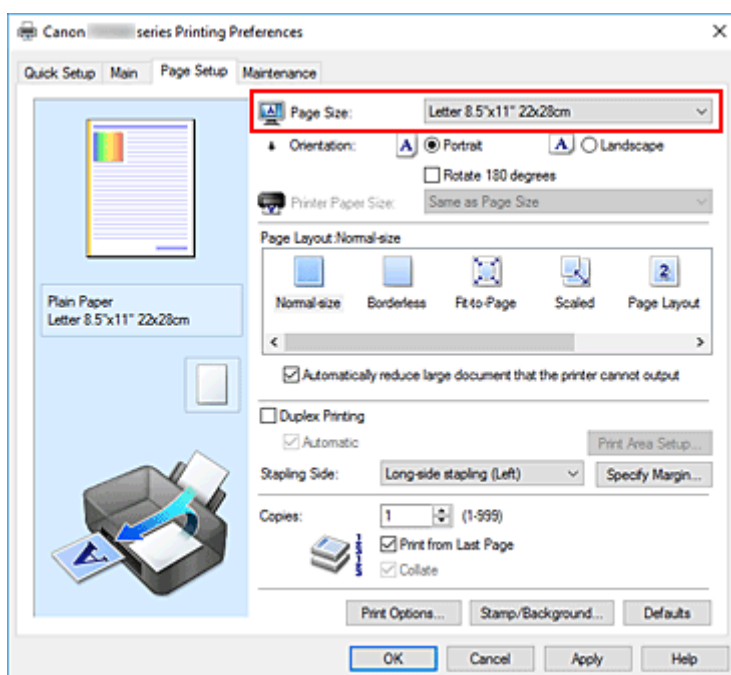 Canon series Printing Preferences
Quick Setup Main Page Setup Maintenance
Page Size: Letter 8.5"x11" 22x28cm
Orientation: A Portrait A Landscape
Rotate 180 degrees
Printer Paper Size: Same as Page Size
Page Layout:Normal-size
Normal-size Borderless Fit-to-Page Scaled Page Layout
Automatically reduce large document that the printer cannot output
Plain Paper
Letter 8.5"x11" 22x28cm
Duplex Printing
Automatic
Print Area Setup...
Stapling Side: Long-side stapling (Left) Specify Margin...
Copies: 1 (1-999)
Print from Last Page
Collate
Print Options... Stamp/Background... Defaults
OK Cancel Apply Help